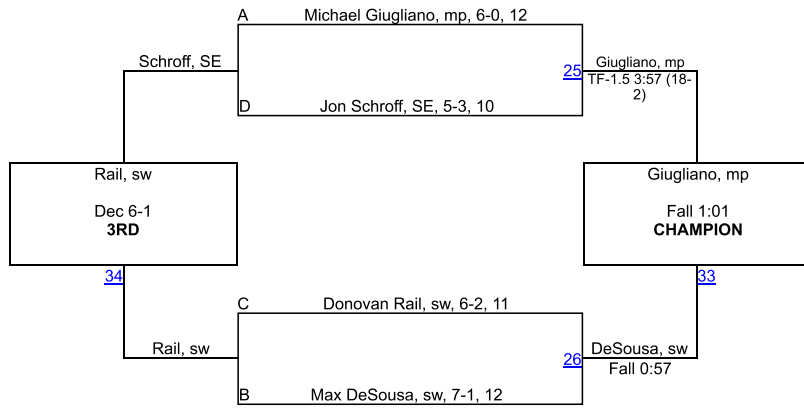 A Michael Giugliano, mp, 6-0, 12
Schroff, SE
25
Giugliano, mp
TF-1.5 3:57 (18-
2)
D Jon Schroff, SE, 5-3, 10
Rail, sw
Dec 6-1
3RD
34
Giugliano, mp
Fall 1:01
CHAMPION
33
C Donovan Rail, sw, 6-2, 11
Rail, sw
26
DeSousa, sw
Fall 0:57
B Max DeSousa, sw, 7-1, 12